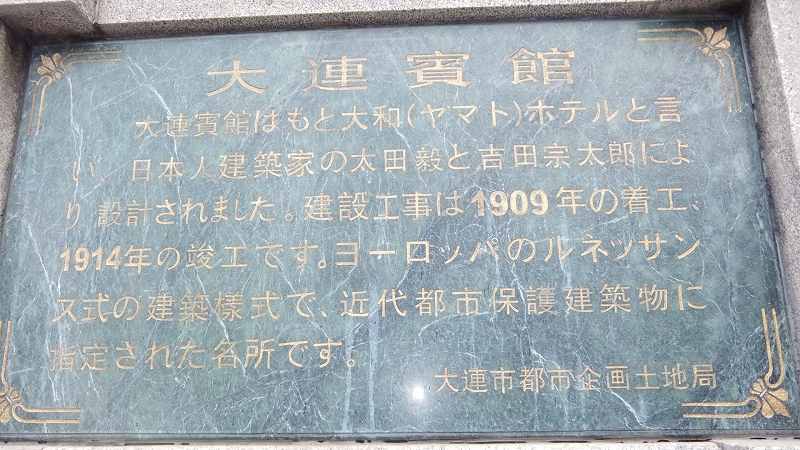 大連賓館
大連賓館はもと大和(ヤマト)ホテルと言
い 日本人建築家の太田毅と吉田宗太郎によ
り 設計されました。建設工事は1909年の着工、
1914年の竣工です。ヨーロッパのルネッサン
ス式の建築様式で、近代都市保護建築物に
指定された名所です。
大連市都市企画土地局